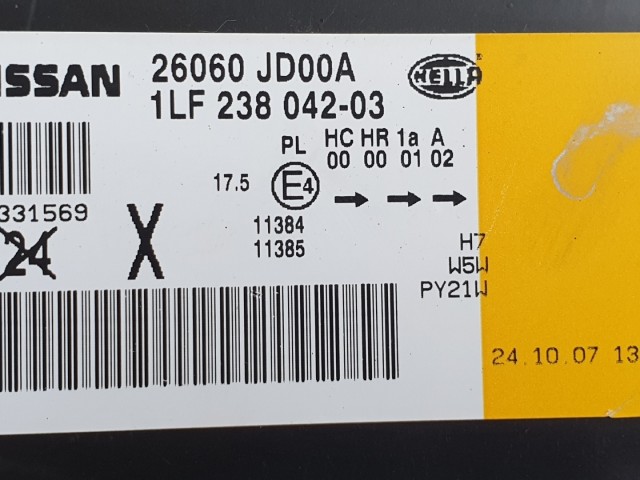 NISSAN 26060 JD00A HELLA
1LF 238 042-03
PL HC HR 1a A
00 00 01 02
17.5 E4
331569
11384
24 X 11385
H7
W5W
PY21W
24.10.07 13